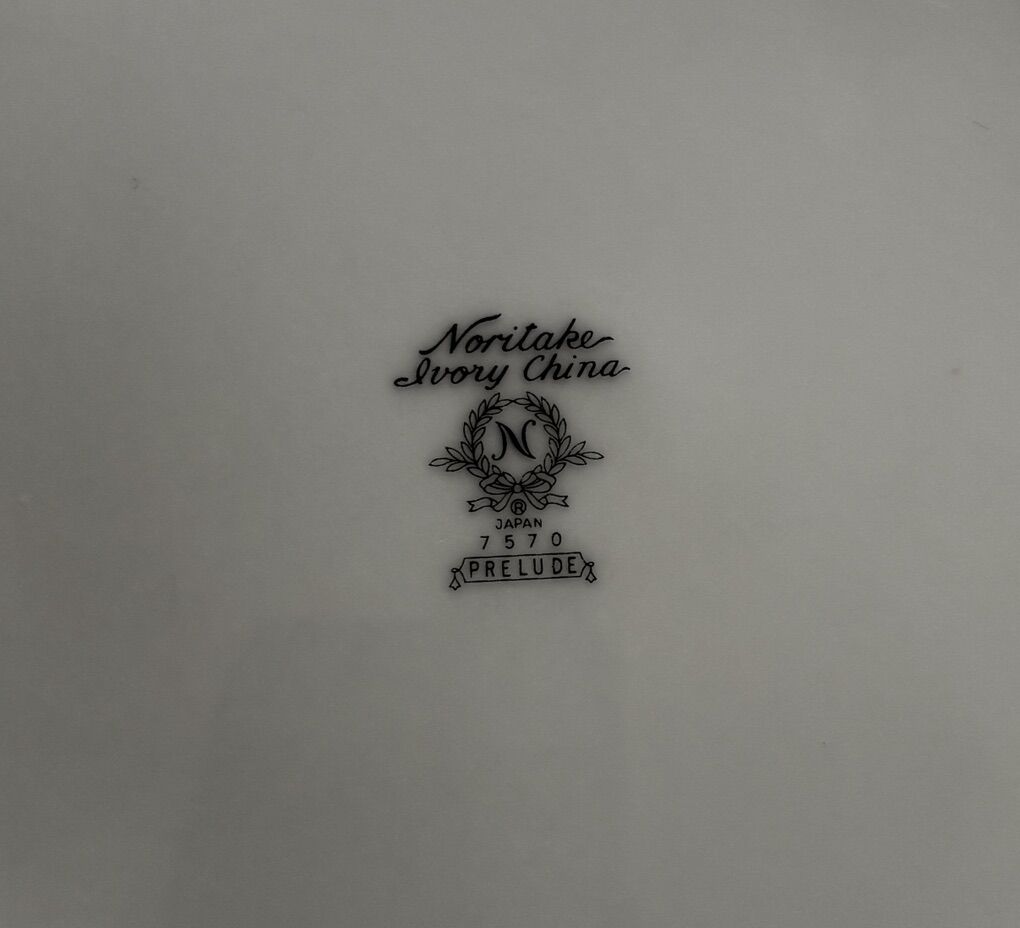 Noritake
Ivory China
N
®
JAPAN
7570
PRELUDE